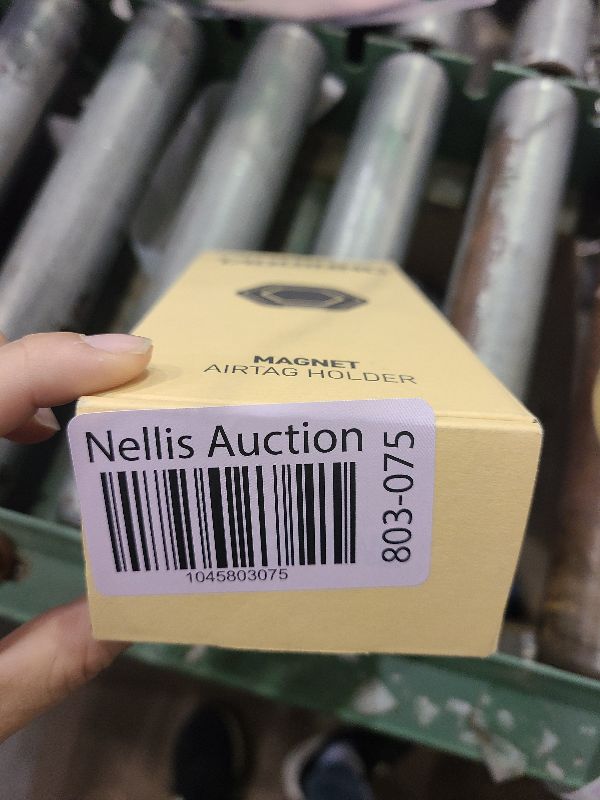 MAGNET
AIRTAG HOLDER
Nellis Auction
803-075
1045803075